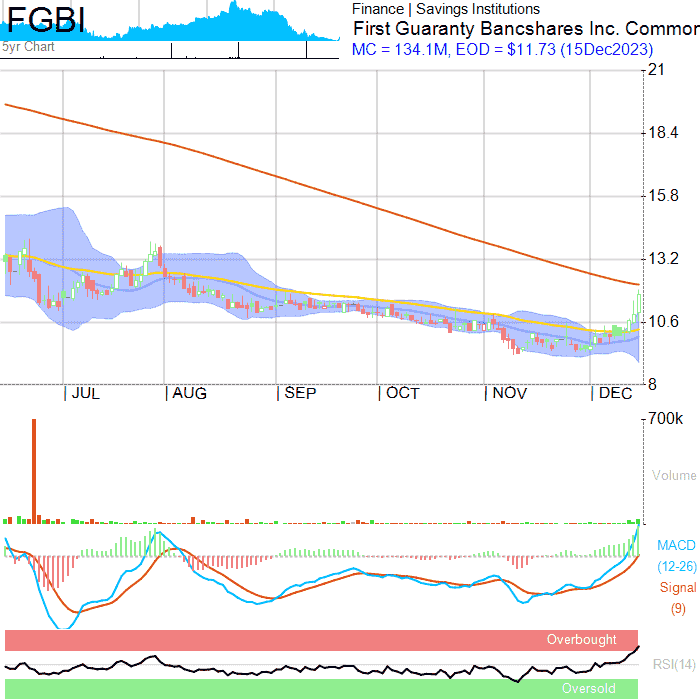 FGBI
5yr Chart
Finance | Savings Institutions
First Guaranty Bancshares Inc. Common
MC = 134.1M, EOD = $11.73 (15Dec2023)
21
18.4
15.8
13.2
10.6
8
JUL AUG SEP OCT NOV DEC
700k
Volume
MACD
(12-26)
Signal
(9)
Overbought
RSI(14)
Oversold